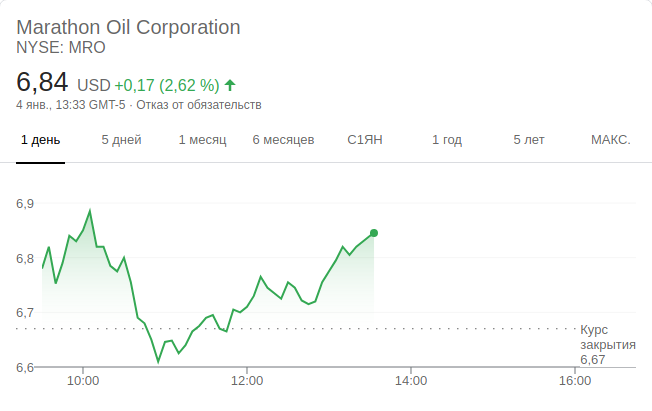 Marathon Oil Corporation
NYSE: MRO
6,84 USD +0,17 (2,62 %)
4 янв., 13:33 GMT-5 · Отказ от обязательств
1 день 5 дней 1 месяц 6 месяцев С1ЯН 1 год 5 лет МАКС.
6,9
6,8
6,7
6,6
Курс
закрытия
6,67
10:00 12:00 14:00 16:00